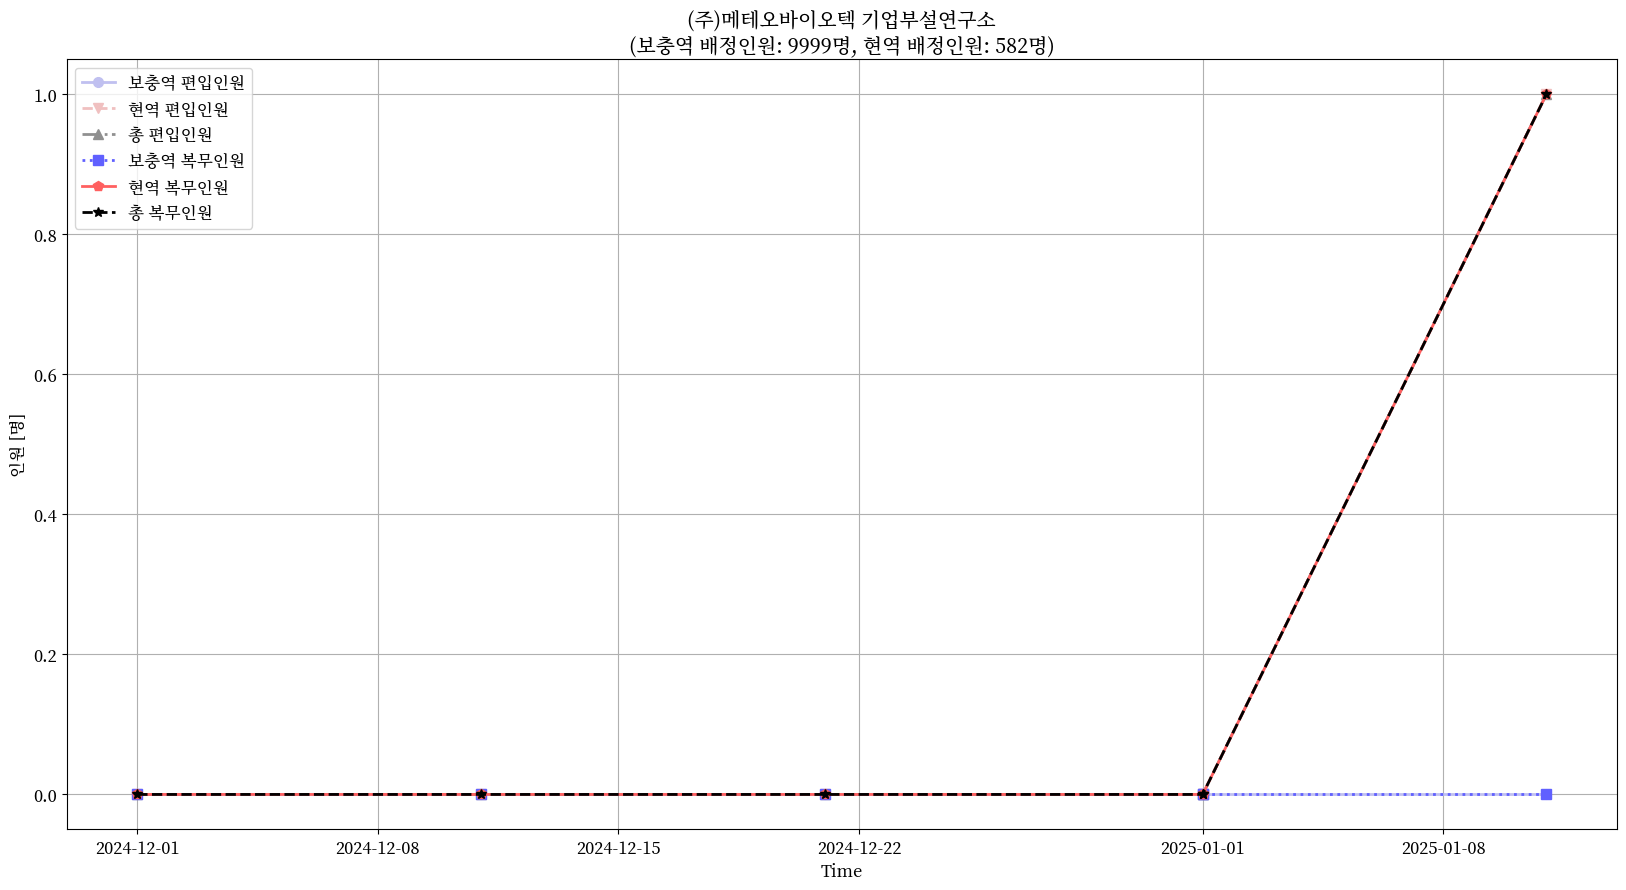 (주)메테오바이오텍 기업부설연구소
(보충역 배정인원: 9999명, 현역 배정인원: 582명)
보충역 편입인원
현역 편입인원
총 편입인원
보충역 복무인원
현역 복무인원
총 복무인원
1.0
0.8
0.6
0.4
0.2
0.0
인원 [명]
2024-12-01
2024-12-08
2024-12-15
2024-12-22
2025-01-01
2025-01-08
Time